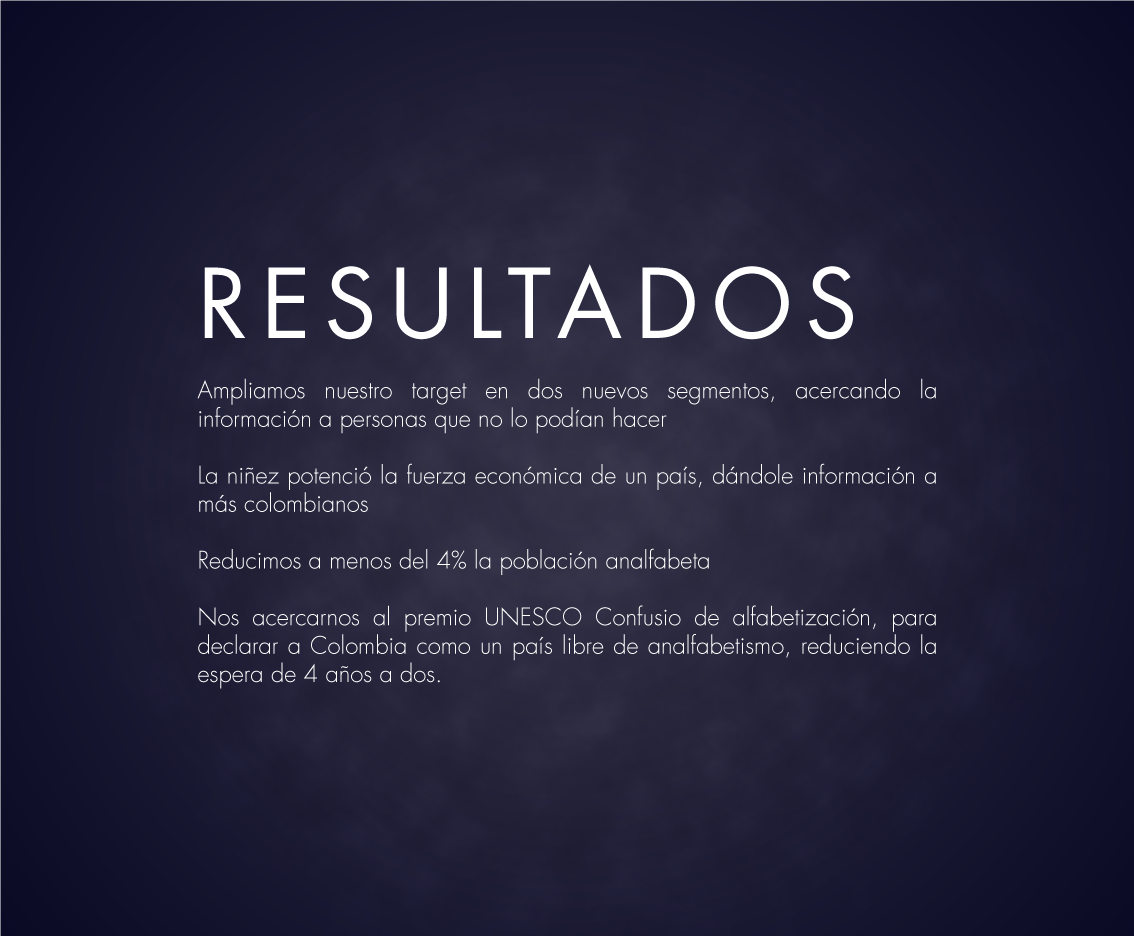 RESULTADOS
Ampliamos nuestro target en dos nuevos segmentos, acercando la
información a personas que no lo podían hacer
La niñez potenció la fuerza económica de un país, dándole información a
más colombianos
Reducimos a menos del 4% la población analfabeta
Nos acercarnos al premio UNESCO Confusio de alfabetización, para
declarar a Colombia como un país libre de analfabetismo, reduciendo la
espera de 4 años a dos.